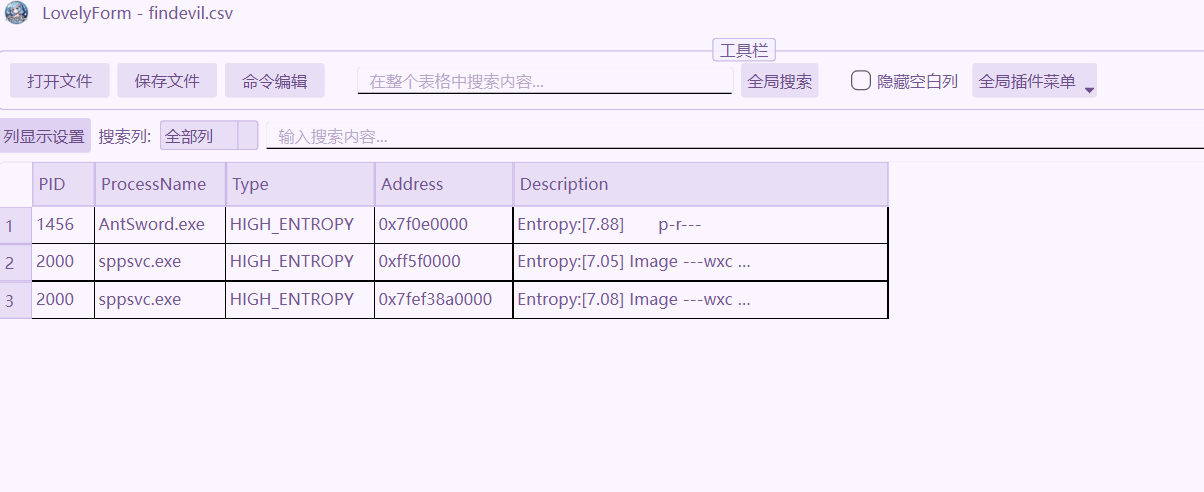 LovelyForm - findevil.csv
工具栏
打开文件 保存文件 命令编辑 在整个表格中搜索内容... 全局搜索 隐藏空白列 全局插件菜单
列显示设置 搜索列: 全部列 输入搜索内容...
PID ProcessName Type Address Description
1 1456 AntSword.exe HIGH_ENTROPY 0x7f0e0000 Entropy:[7.88] p-r---
2 2000 sppsvc.exe HIGH_ENTROPY 0xff5f0000 Entropy:[7.05] Image ---wxc ...
3 2000 sppsvc.exe HIGH_ENTROPY 0x7fef38a0000 Entropy:[7.08] Image ---wxc ...